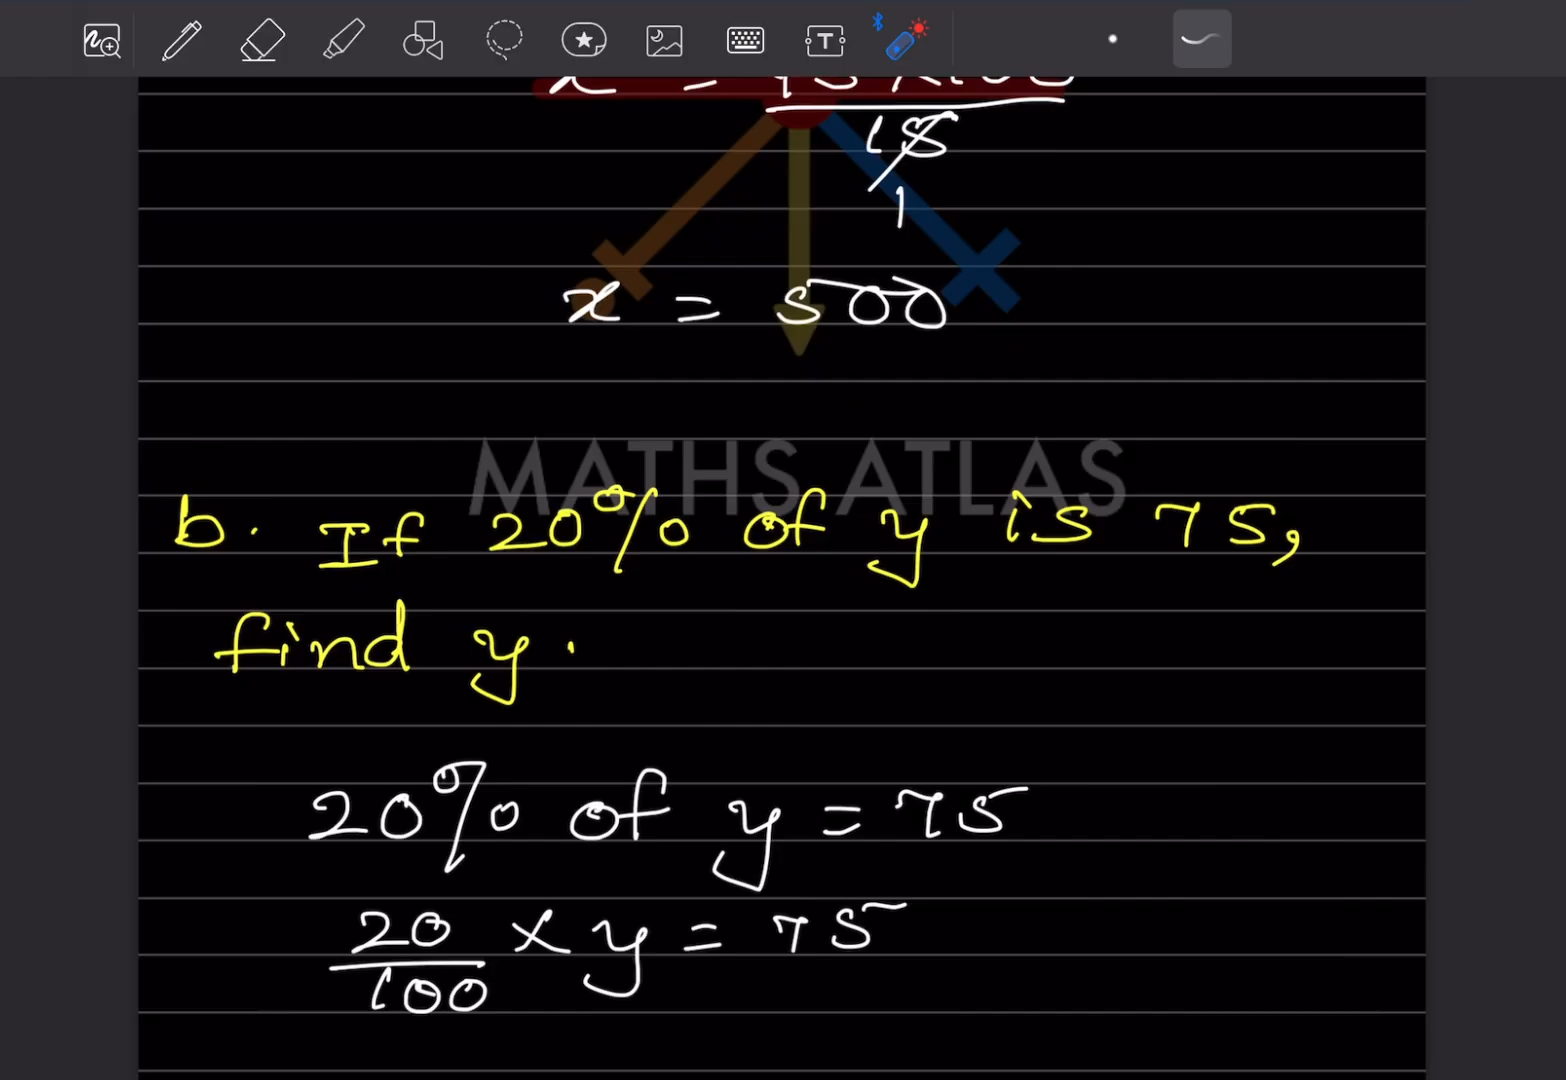 x =
15
1
x = 500
MATHS ATLAS
b. If 20% of y is 75,
find y.
20% of y = 75
20/100 × y = 75